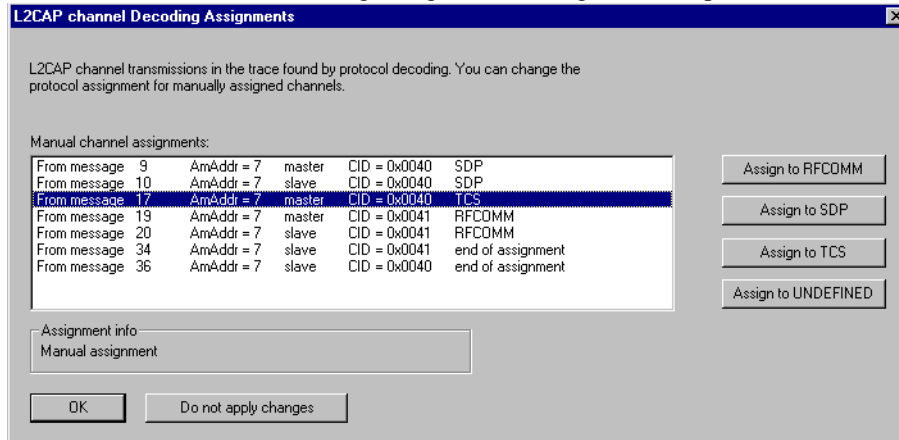 L2CAP channel Decoding Assignments
L2CAP channel transmissions in the trace found by protocol decoding. You can change the
protocol assignment for manually assigned channels.
Manual channel assignments:
From message 9 AmAddr = 7 master CID = 0x0040 SDP
From message 10 AmAddr = 7 slave CID = 0x0040 SDP
From message 17 AmAddr = 7 master CID = 0x0040 TCS
From message 19 AmAddr = 7 master CID = 0x0041 RFCOMM
From message 20 AmAddr = 7 slave CID = 0x0041 RFCOMM
From message 34 AmAddr = 7 slave CID = 0x0041 end of assignment
From message 36 AmAddr = 7 slave CID = 0x0040 end of assignment
Assign to RFCOMM
Assign to SDP
Assign to TCS
Assign to UNDEFINED
Assignment info
Manual assignment
OK
Do not apply changes